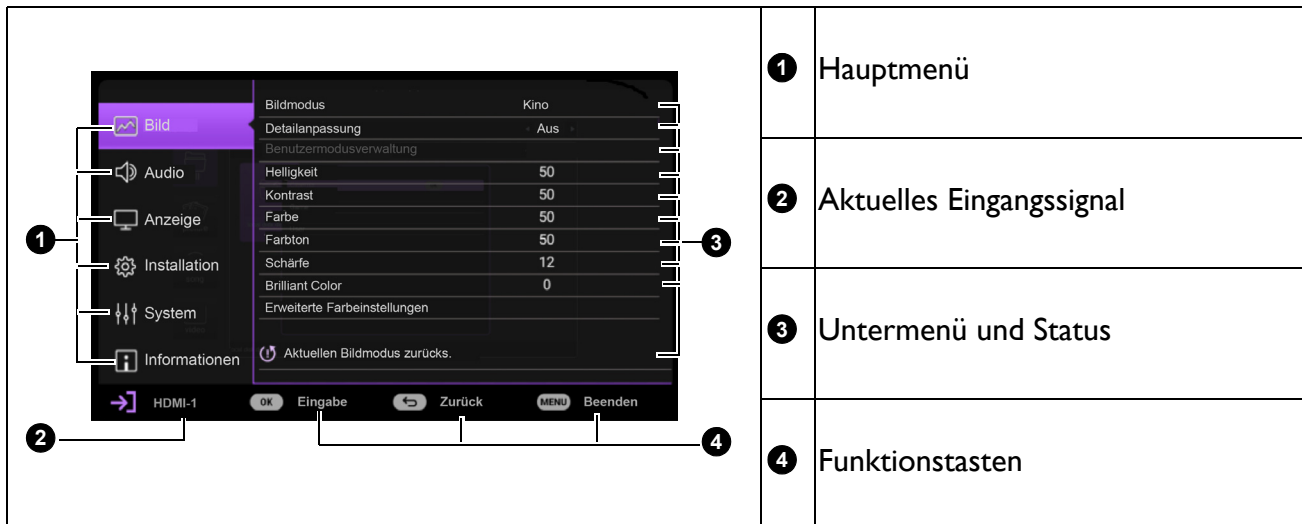 Bild
Audio
Anzeige
Installation
System
Informationen
Bildmodus Kino
Detailanpassung Aus
Benutzermodusverwaltung
Helligkeit 50
Kontrast 50
Farbe 50
Farbton 50
Schärfe 12
Brilliant Color 0
Erweiterte Farbeinstellungen
Aktuellen Bildmodus zurücks.
HDMI-1 OK Eingabe Zurück MENU Beenden
1
2
3
4
1 Hauptmenü
2 Aktuelles Eingangssignal
3 Untermenü und Status
4 Funktionstasten